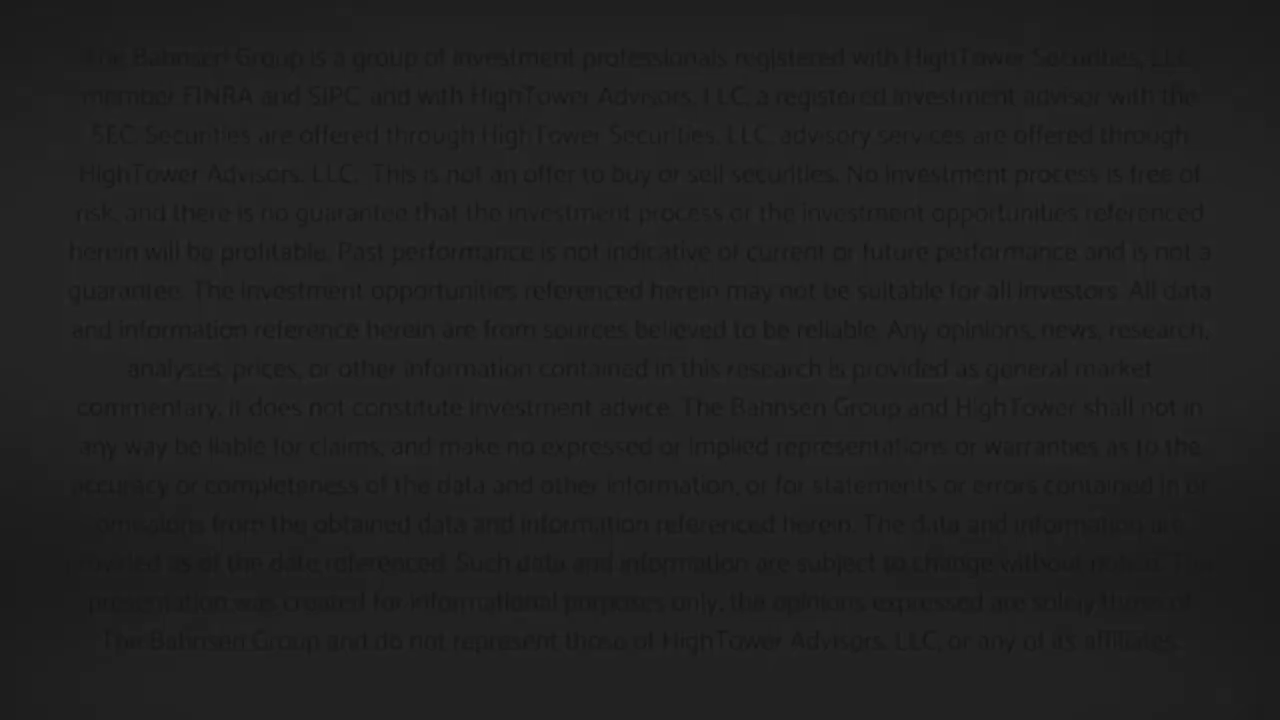 The Bahnsen Group is a group of investment professionals registered with HighTower Securities, LLC,
member FINRA and SIPC, and with HighTower Advisors, LLC, a registered investment advisor with the
SEC. Securities are offered through HighTower Securities, LLC; advisory services are offered through
HighTower Advisors, LLC. This is not an offer to buy or sell securities. No investment process is free of
risk, and there is no guarantee that the investment process or the investment opportunities referenced
herein will be profitable. Past performance is not indicative of current or future performance and is not a
guarantee. The investment opportunities referenced herein may not be suitable for all investors. All data
and information reference herein are from sources believed to be reliable. Any opinions, news, research,
analyses, prices, or other information contained in this research is provided as general market
commentary, it does not constitute investment advice. The Bahnsen Group and HighTower shall not in
any way be liable for claims, and make no expressed or implied representations or warranties as to the
accuracy or completeness of the data and other information, or for statements or errors contained in or
omissions from the obtained data and information referenced herein. The data and information are
provided as of the date referenced. Such data and information are subject to change without notice. This
presentation was created for informational purposes only; the opinions expressed are solely those of
The Bahnsen Group and do not represent those of HighTower Advisors, LLC, or any of its affiliates.